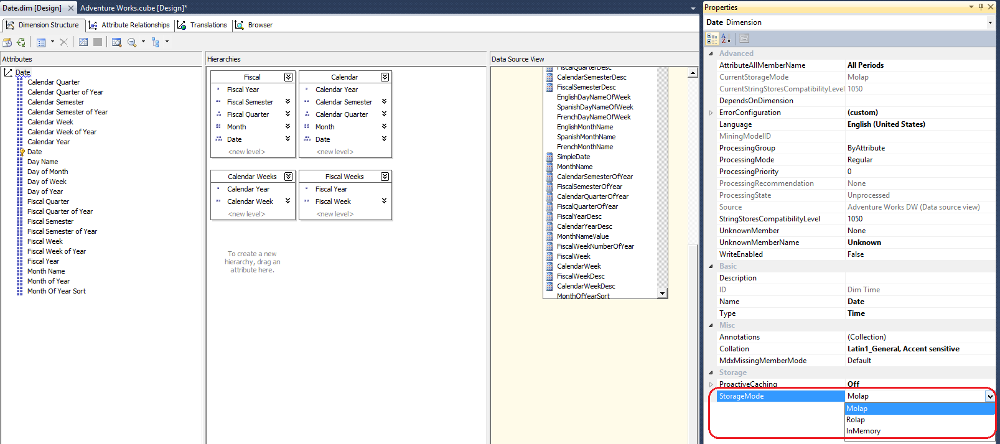 Date.dim [Design]
Adventure Works.cube [Design]*
Dimension Structure
Attribute Relationships
Translations
Browser
Attributes
Date
Calendar Quarter
Calendar Quarter of Year
Calendar Semester
Calendar Semester of Year
Calendar Week
Calendar Week of Year
Calendar Year
Date
Day Name
Day of Month
Day of Week
Day of Year
Fiscal Quarter
Fiscal Quarter of Year
Fiscal Semester
Fiscal Semester of Year
Fiscal Week
Fiscal Week of Year
Fiscal Year
Month Name
Month of Year
Month Of Year Sort
Hierarchies
Fiscal
Fiscal Year
Fiscal Semester
Fiscal Quarter
Month
Date
<new level>
Calendar
Calendar Year
Calendar Semester
Calendar Quarter
Month
Date
<new level>
Calendar Weeks
Calendar Year
Calendar Week
<new level>
Fiscal Weeks
Fiscal Year
Fiscal Week
<new level>
To create a new
hierarchy, drag an
attribute here.
Data Source View
FiscalQuarterDesc
CalendarSemesterDesc
FiscalSemesterDesc
EnglishDayNameOfWeek
SpanishDayNameOfWeek
FrenchDayNameOfWeek
EnglishMonthName
SpanishMonthName
FrenchMonthName
SimpleDate
MonthName
CalendarSemesterOfYear
FiscalSemesterOfYear
CalendarQuarterOfYear
FiscalQuarterOfYear
FiscalYearDesc
CalendarYearDesc
MonthNameValue
FiscalWeekNumberOfYear
FiscalWeek
CalendarWeek
FiscalWeekDesc
CalendarWeekDesc
MonthOfYearSort
Properties
Date Dimension
Advanced
AttributeAllMemberName All Periods
CurrentStorageMode Molap
CurrentStringStoresCompatibilityLevel 1050
DependsOnDimension
ErrorConfiguration (custom)
Language English (United States)
MiningModelID
ProcessingGroup ByAttribute
ProcessingMode Regular
ProcessingPriority 0
ProcessingRecommendation None
ProcessingState Unprocessed
Source Adventure Works DW (Data source view)
StringStoresCompatibilityLevel 1050
UnknownMember None
UnknownMemberName Unknown
WriteEnabled False
Basic
Description
ID Dim Time
Name Date
Type Time
Misc
Annotations (Collection)
Collation Latin1_General, Accent sensitive
MdxMissingMemberMode Default
Storage
ProactiveCaching Off
StorageMode Molap
Molap
Rolap
InMemory